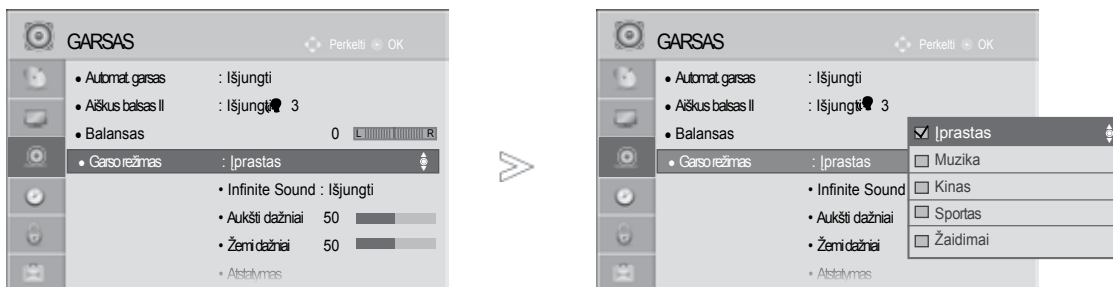 GARSAS
Perkelti OK
• Automat. garsas : Išjungti
• Aiškus balsas II : Išjungti 3
• Balansas 0 L R
• Garso režimas : Įprastas
• Infinite Sound : Išjungti
• Aukšti dažniai 50
• Žemi dažniai 50
• Atstatymas
GARSAS
Perkelti OK
• Automat. garsas : Išjungti
• Aiškus balsas II : Išjungti 3
• Balansas
• Garso režimas : Įprastas
• Infinite Sound
• Aukšti dažniai
• Žemi dažniai
• Atstatymas
Įprastas
Muzika
Kinas
Sportas
Žaidimai